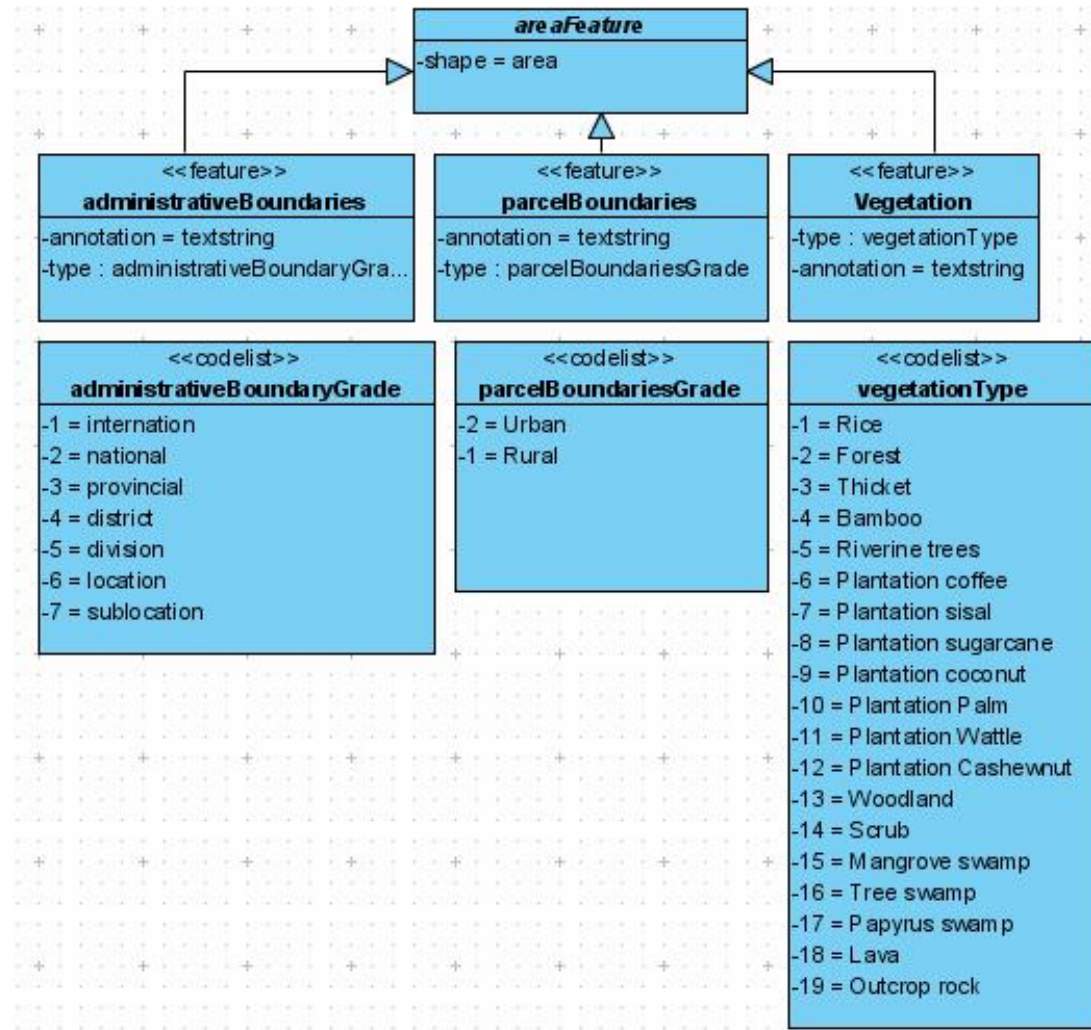 areaFeature
-shape = area
<<feature>>
administrativeBoundaries
-annotation = textstring
-type : administrativeBoundaryGra...
<<feature>>
parcelBoundaries
-annotation = textstring
-type : parcelBoundariesGrade
<<feature>>
Vegetation
-type : vegetationType
-annotation = textstring
<<codelist>>
administrativeBoundaryGrade
-1 = internation
-2 = national
-3 = provincial
-4 = district
-5 = division
-6 = location
-7 = sublocation
<<codelist>>
parcelBoundariesGrade
-2 = Urban
-1 = Rural
<<codelist>>
vegetationType
-1 = Rice
-2 = Forest
-3 = Thicket
-4 = Bamboo
-5 = Riverine trees
-6 = Plantation coffee
-7 = Plantation sisal
-8 = Plantation sugarcane
-9 = Plantation coconut
-10 = Plantation Palm
-11 = Plantation Wattle
-12 = Plantation Cashewnut
-13 = Woodland
-14 = Scrub
-15 = Mangrove swamp
-16 = Tree swamp
-17 = Papyrus swamp
-18 = Lava
-19 = Outcrop rock